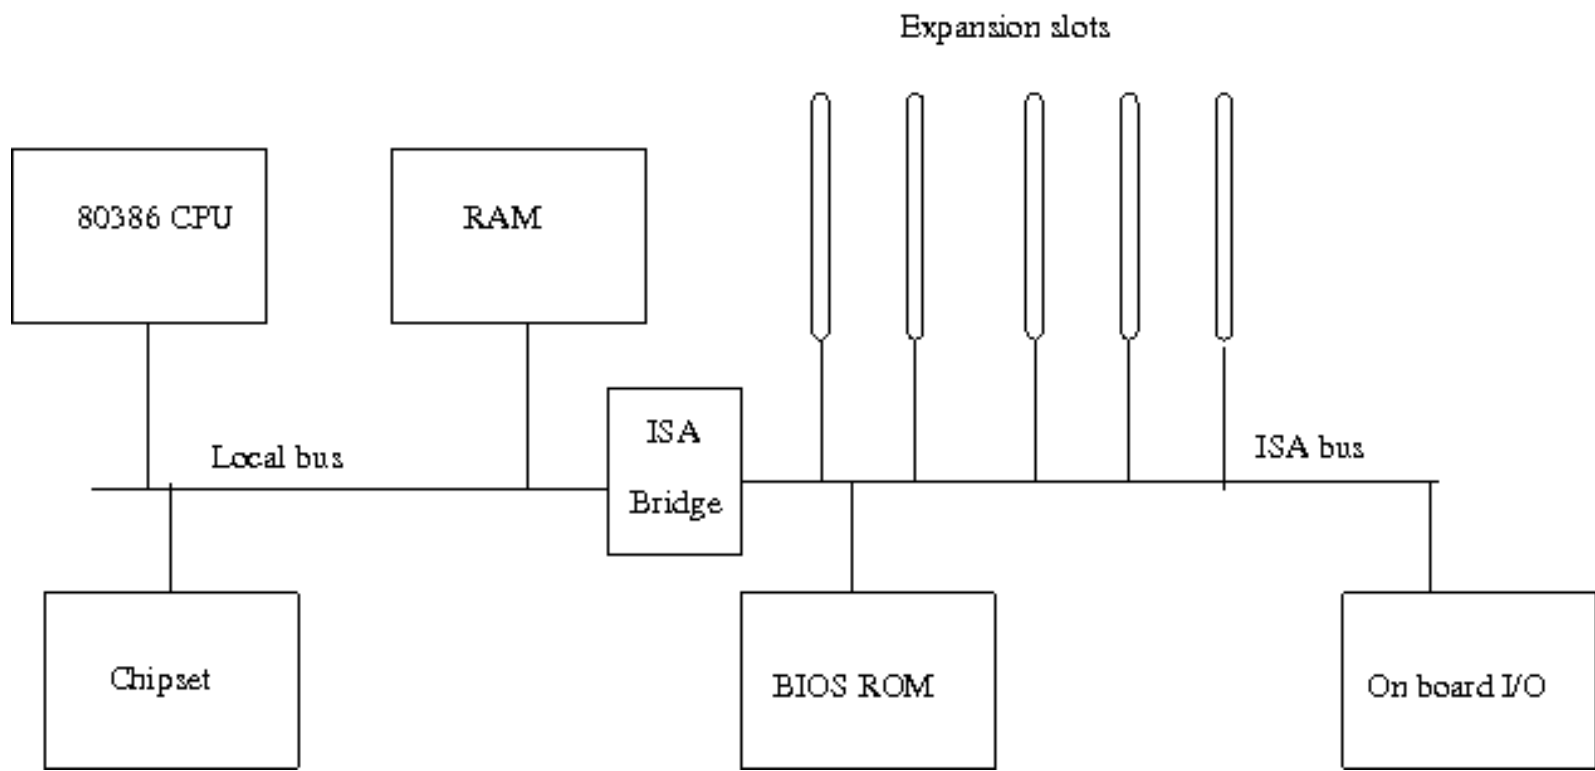 Expansion slots
80386 CPU
RAM
ISA
Bridge
Local bus
ISA bus
Chipset
BIOS ROM
On board I/O